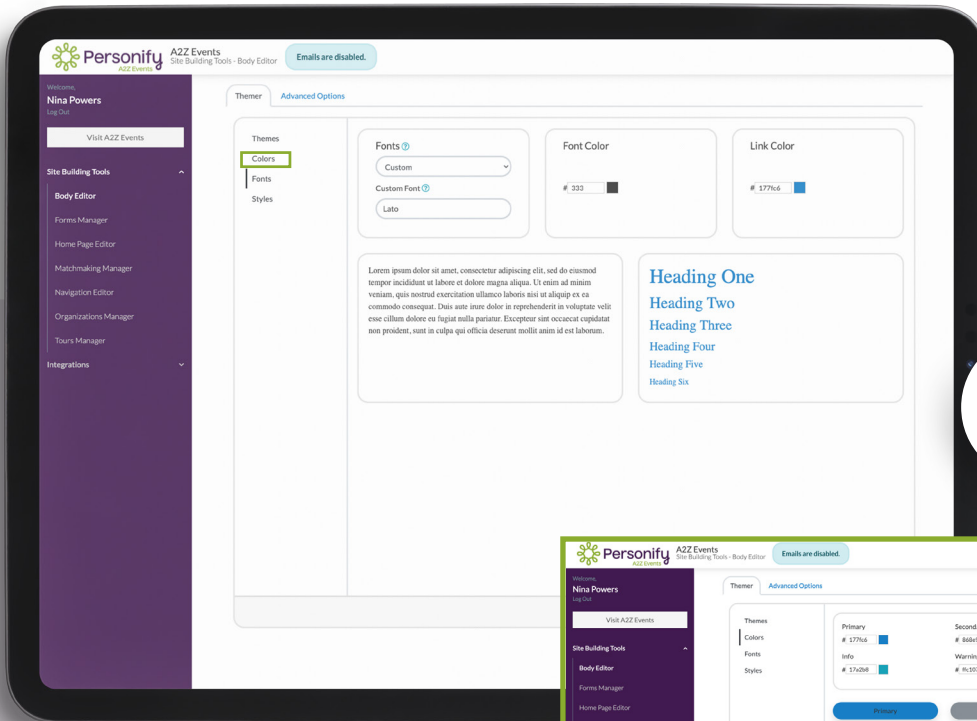 Personify
A2Z Events
A2Z Events
Site Building Tools - Body Editor
Emails are disabled.
Welcome,
Nina Powers
Log Out
Visit A2Z Events
Site Building Tools
Body Editor
Forms Manager
Home Page Editor
Matchmaking Manager
Navigation Editor
Organizations Manager
Tours Manager
Integrations
Themer Advanced Options
Themes
Colors
Fonts
Styles
Fonts ?
Custom
Custom Font ?
Lato
Font Color
# 333
Link Color
# 177fc6
Lorem ipsum dolor sit amet, consectetur adipiscing elit, sed do eiusmod
tempor incididunt ut labore et dolore magna aliqua. Ut enim ad minim
veniam, quis nostrud exercitation ullamco laboris nisi ut aliquip ex ea
commodo consequat. Duis aute irure dolor in reprehenderit in voluptate velit
esse cillum dolore eu fugiat nulla pariatur. Excepteur sint occaecat cupidatat
non proident, sunt in culpa qui officia deserunt mollit anim id est laborum.
Heading One
Heading Two
Heading Three
Heading Four
Heading Five
Heading Six
Personify
A2Z Events
A2Z Events
Site Building Tools - Body Editor
Emails are disabled.
Welcome,
Nina Powers
Log Out
Visit A2Z Events
Site Building Tools
Body Editor
Forms Manager
Home Page Editor
Themer Advanced Options
Themes
Colors
Fonts
Styles
Primary
# 177fc6
Info
# 17a2b8
Primary